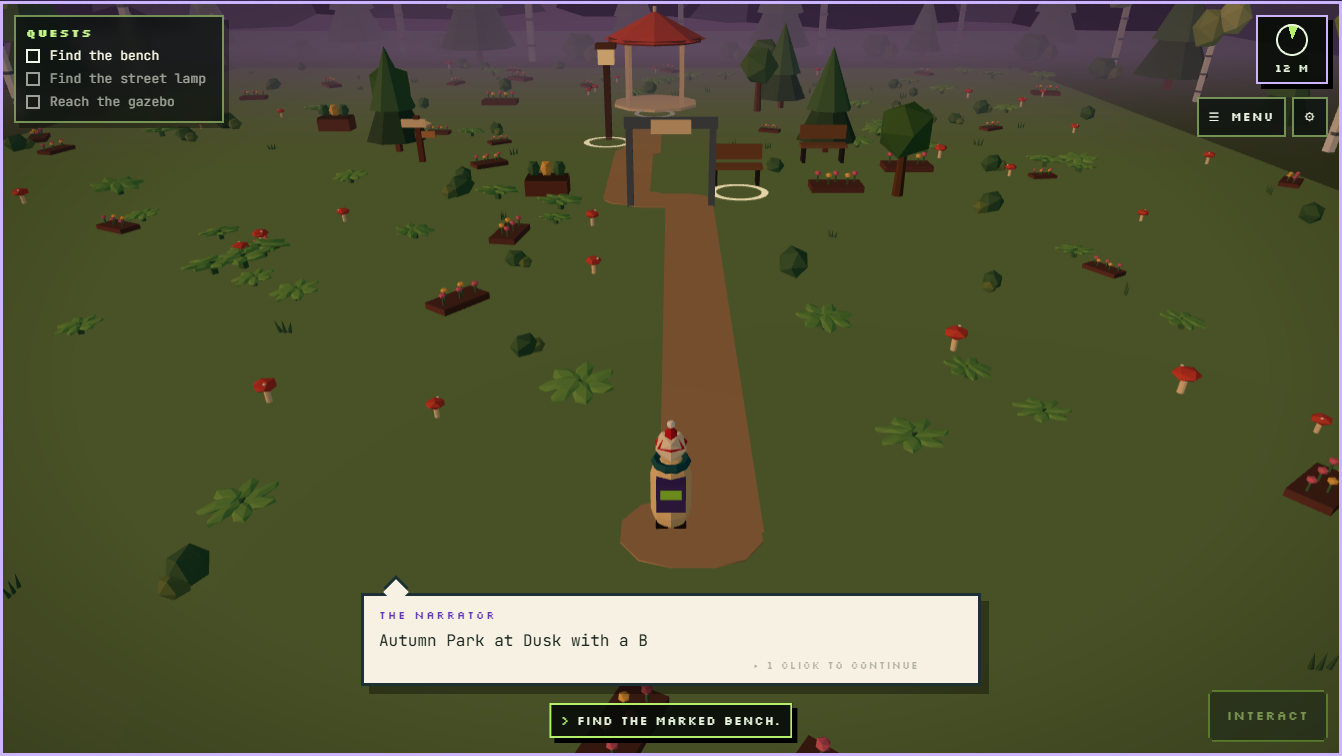 QUESTS
Find the bench
Find the street lamp
Reach the gazebo
12 M
☰ MENU
⚙
THE NARRATOR
Autumn Park at Dusk with a B
▸ 1 CLICK TO CONTINUE
> FIND THE MARKED BENCH.
INTERACT